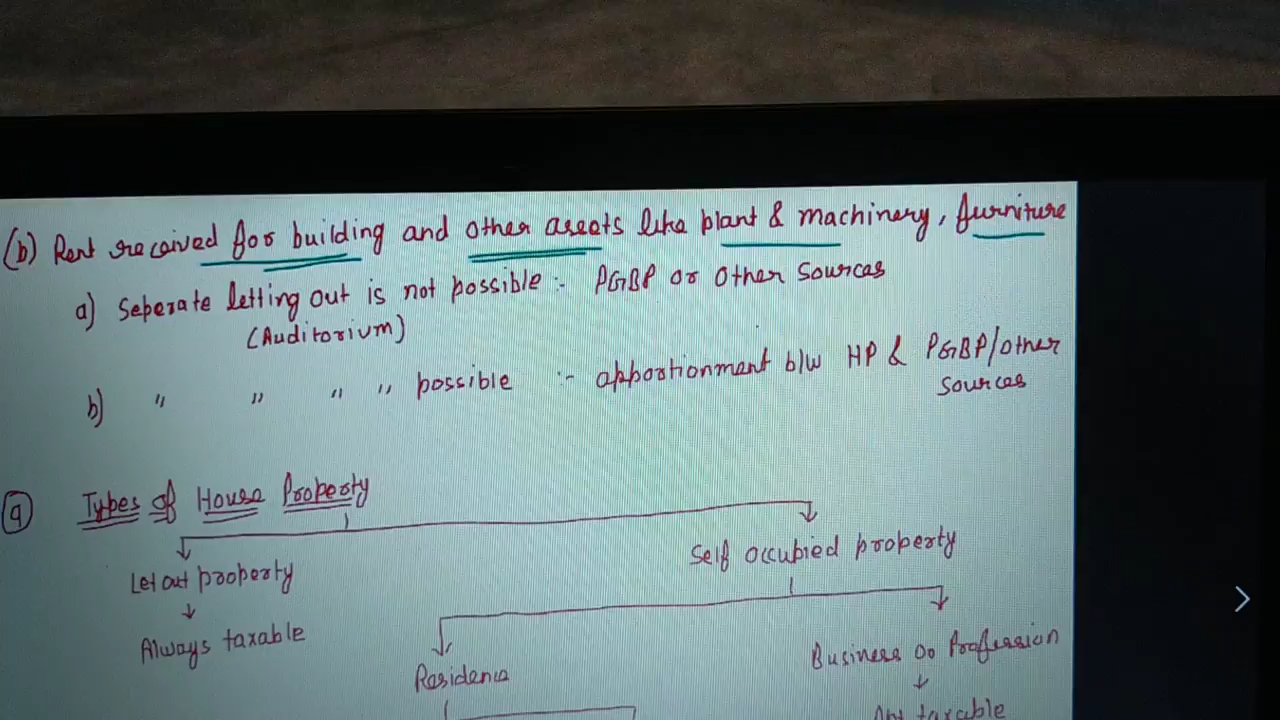 (b) Rent received for building and other assets like plant & machinery, furniture
a) Seperate letting out is not possible :- PGBP or Other Sources
(Auditorium)
b) " " " " possible :- apportionment b/w HP & PGBP/other
Sources
9 Types of House Property
Let out property
Self occupied property
Always taxable
Residence
Business or Profession
taxable